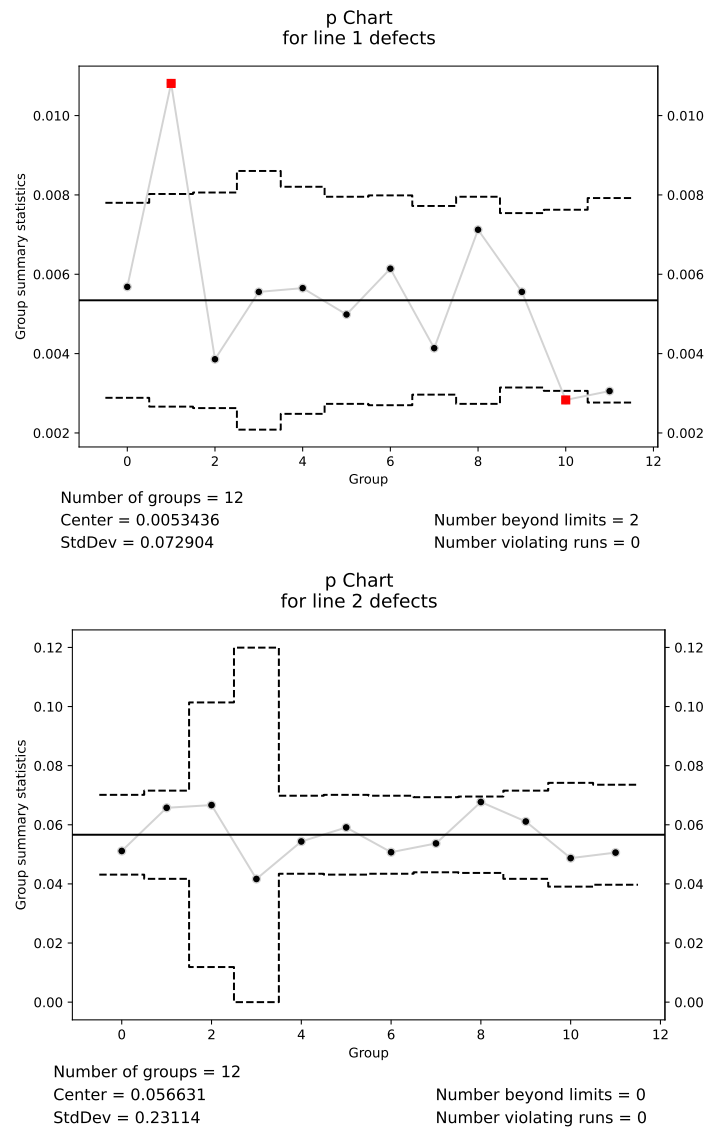 p Chart
for line 1 defects
Group summary statistics
0.010
0.008
0.006
0.004
0.002
0.010
0.008
0.006
0.004
0.002
0 2 4 6 8 10 12
Group
Number of groups = 12
Center = 0.0053436
StdDev = 0.072904
Number beyond limits = 2
Number violating runs = 0
p Chart
for line 2 defects
Group summary statistics
0.12
0.10
0.08
0.06
0.04
0.02
0.00
0.12
0.10
0.08
0.06
0.04
0.02
0.00
0 2 4 6 8 10 12
Group
Number of groups = 12
Center = 0.056631
StdDev = 0.23114
Number beyond limits = 0
Number violating runs = 0